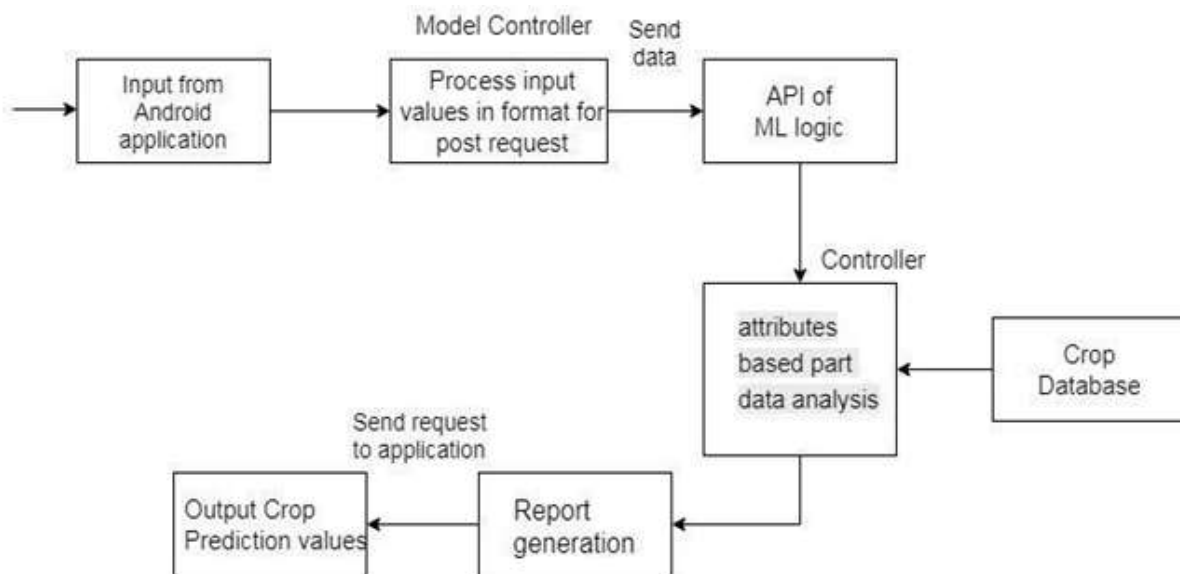 Model Controller
Send
data
Input from
Android
application
Process input
values in format for
post request
API of
ML logic
Controller
attributes
based part
data analysis
Crop
Database
Send request
to application
Output Crop
Prediction values
Report
generation